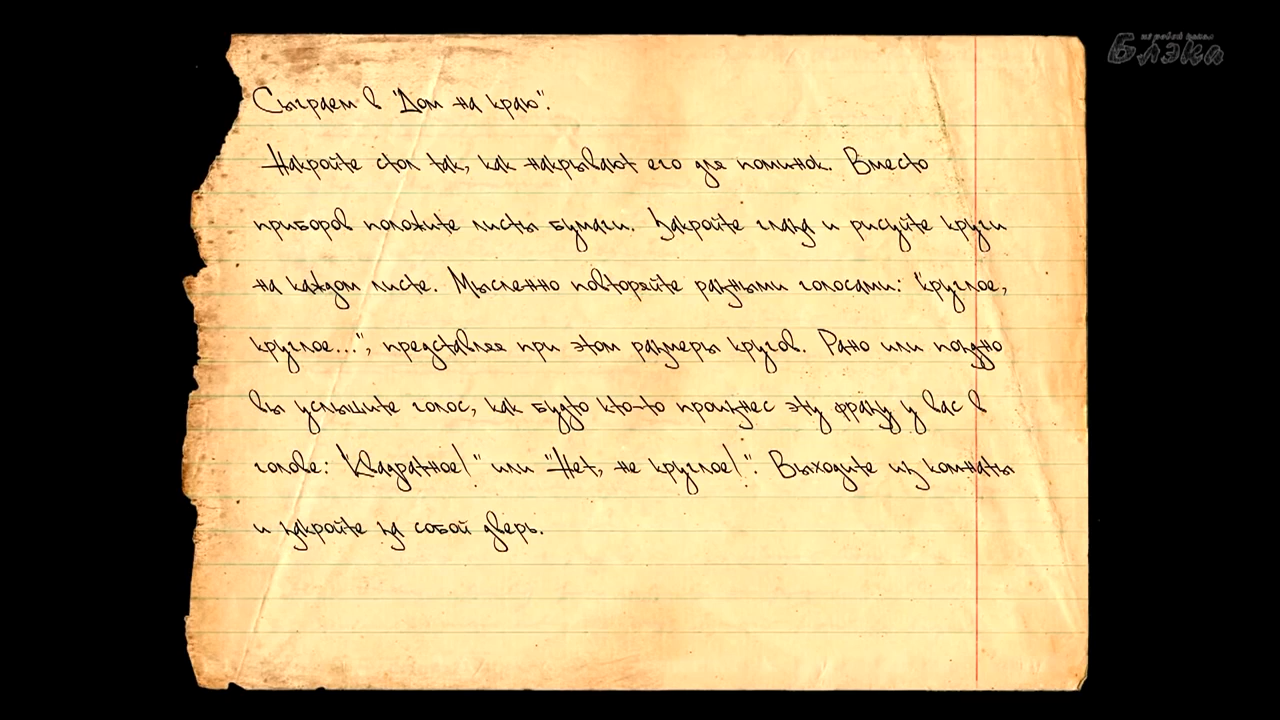 Сыграем в "Дом на краю".
Накройте стол так, как накрывают его для поминок. Вместо
приборов положите листы бумаги. Закройте глаза и рисуйте круги
на каждом листе. Мысленно повторяйте разными голосами: "круглое,
круглое...", представляя при этом размеры кругов. Рано или поздно
вы услышите голос, как будто кто-то произнес эту фразу у вас в
голове: "Квадратное!" или "Нет, не круглое!". Выходите из комнаты
и закройте за собой дверь.
Блэка